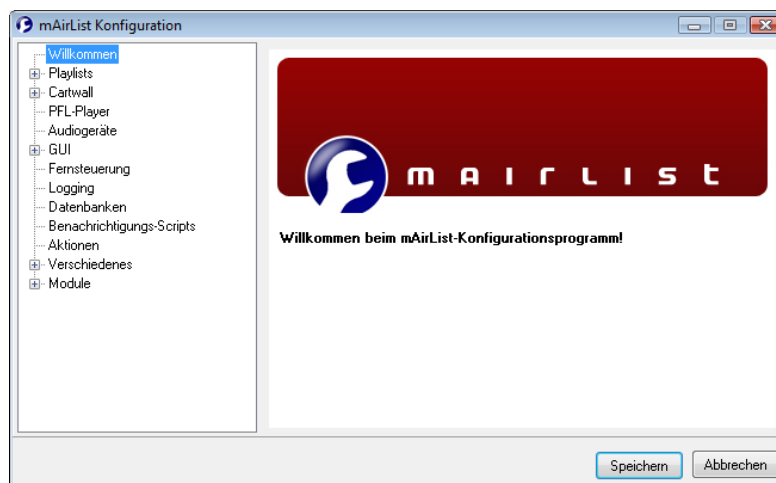 mAirList Konfiguration
Willkommen
Playlists
Cartwall
PFL-Player
Audiogeräte
GUI
Fernsteuerung
Logging
Datenbanken
Benachrichtigungs-Scripts
Aktionen
Verschiedenes
Module
mAirList
Willkommen beim mAirList-Konfigurationsprogramm!
Speichern
Abbrechen